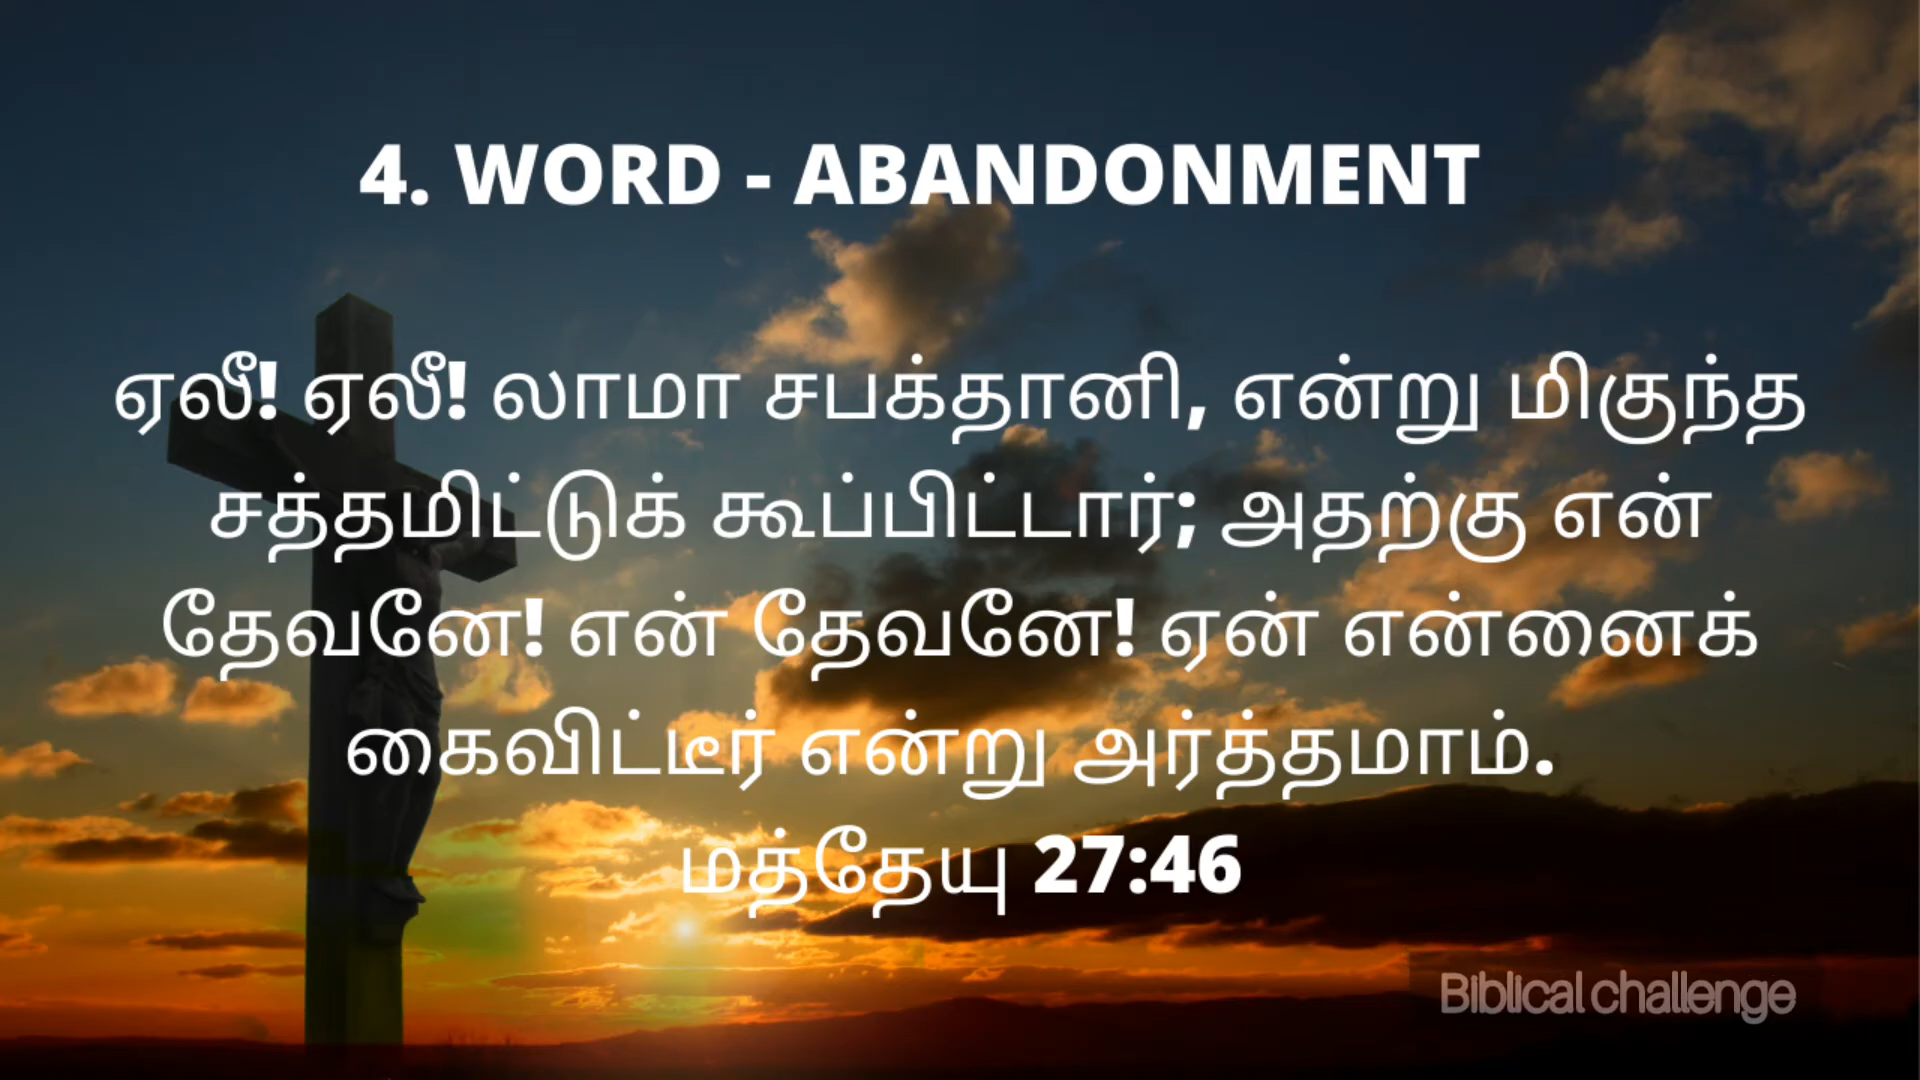 4. WORD - ABANDONMENT
ஏலீ! ஏலீ! லாமா சபக்தானி, என்று மிகுந்த
சத்தமிட்டுக் கூப்பிட்டார்; அதற்கு என்
தேவனே! என் தேவனே! ஏன் என்னைக்
கைவிட்டீர் என்று அர்த்தமாம்.
மத்தேயு 27:46
Biblical challenge